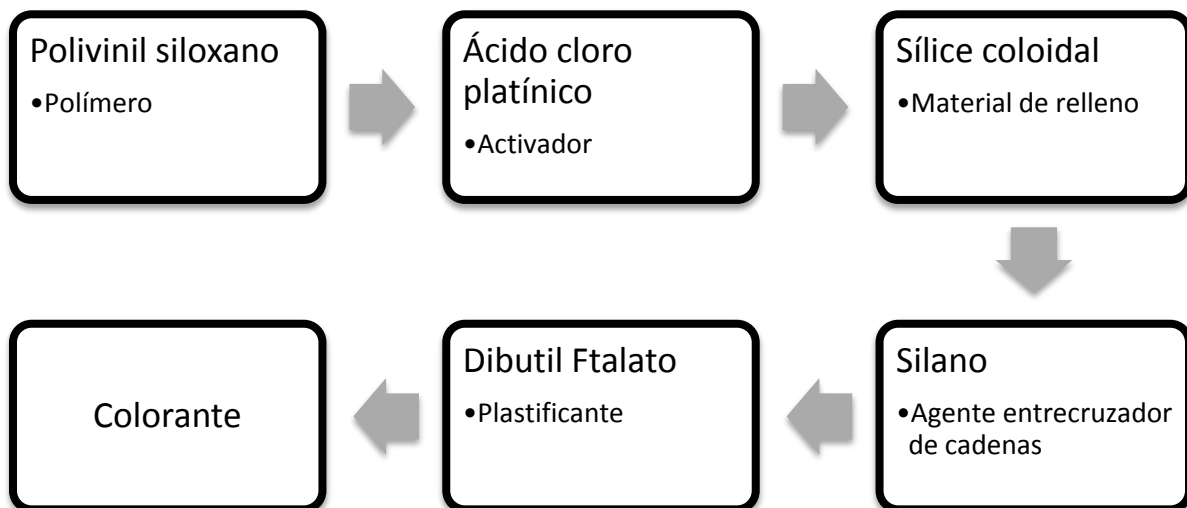 Polivinil siloxano
•Polímero
Ácido cloro
platínico
•Activador
Sílice coloidal
•Material de relleno
Silano
•Agente entrecruzador
de cadenas
Dibutil Ftalato
•Plastificante
Colorante